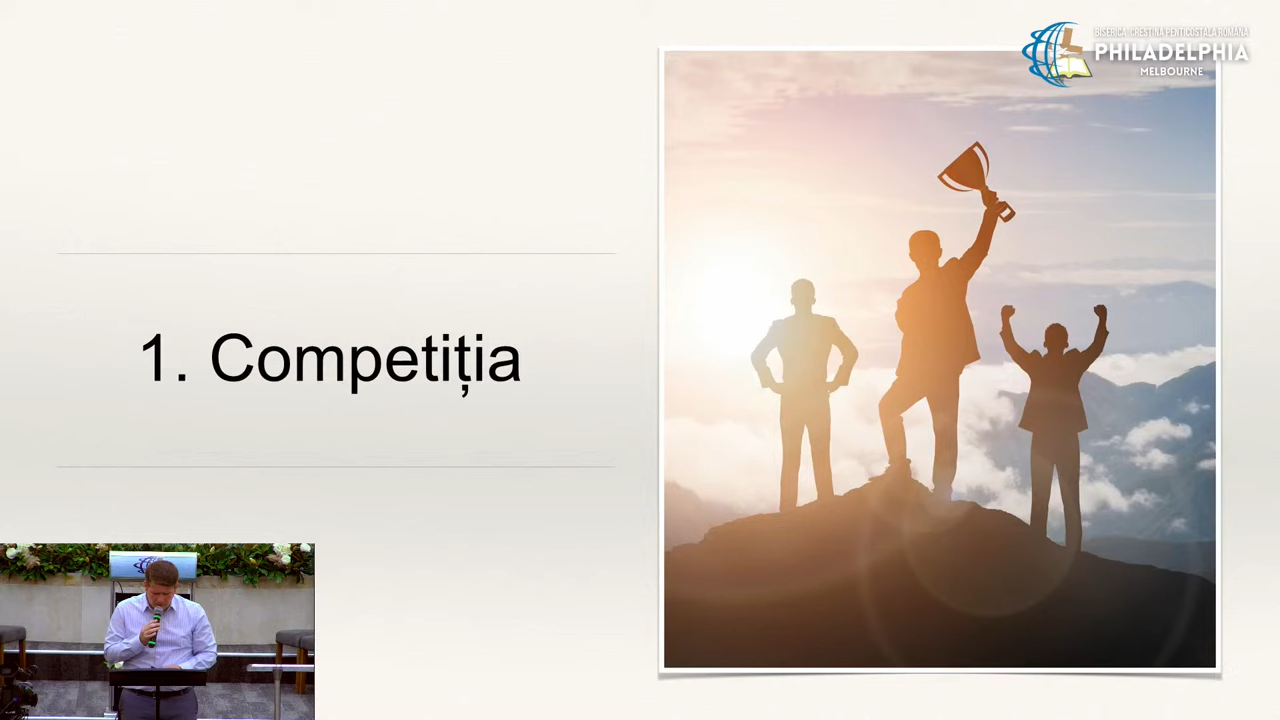 BISERICA CREȘTINĂ PENTICOSTALĂ ROMÂNĂ
PHILADELPHIA
MELBOURNE
1. Competiția